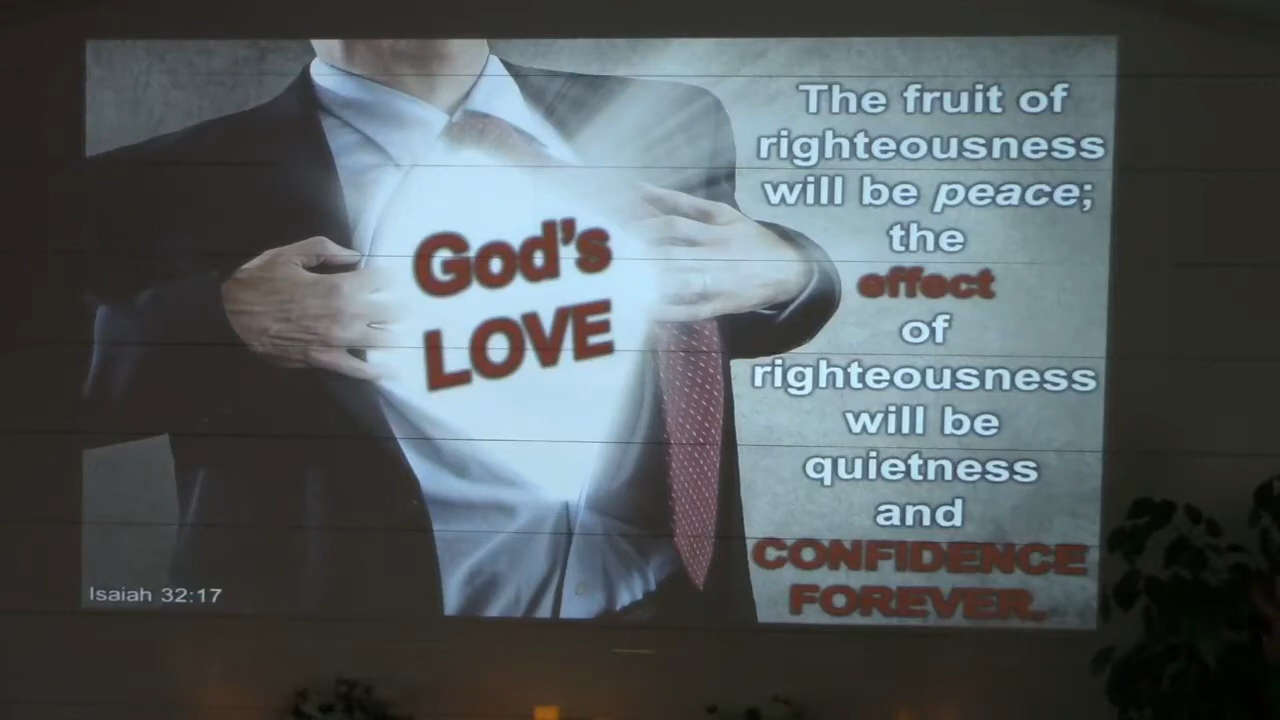 God's
LOVE
The fruit of
righteousness
will be peace;
the
effect
of
righteousness
will be
quietness
and
CONFIDENCE
FOREVER.
Isaiah 32:17